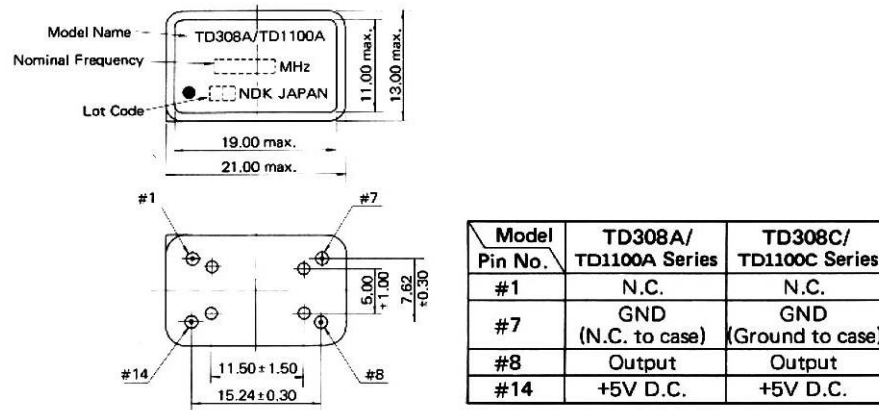 Model Name
TD308A/TD1100A
Nominal Frequency
MHz
NDK JAPAN
Lot Code
11.00 max.
13.00 max.
19.00 max.
21.00 max.
#1
#7
5.00
±1.00
7.62
±0.30
#14
#8
11.50 ± 1.50
15.24 ± 0.30
Model
Pin No.
TD308A/
TD1100A Series
TD308C/
TD1100C Series
#1
N.C.
N.C.
#7
GND
(N.C. to case)
GND
(Ground to case)
#8
Output
Output
#14
+5V D.C.
+5V D.C.